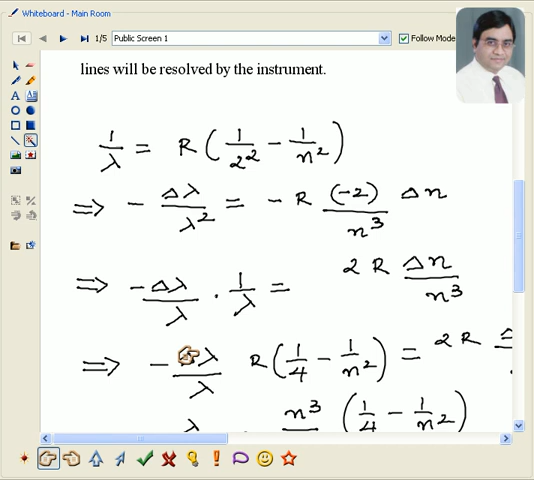 Whiteboard - Main Room
1/5 Public Screen 1 Follow Mode
lines will be resolved by the instrument.
1/λ = R(1/2² − 1/n²)
⇒ − Δλ/λ² = − R (−2)/n³ Δn
⇒ − Δλ/λ · 1/λ = 2 R Δn/n³
⇒ − Δλ/λ R(1/4 − 1/n²) = 2 R
λ · n³ (1/4 − 1/n²)